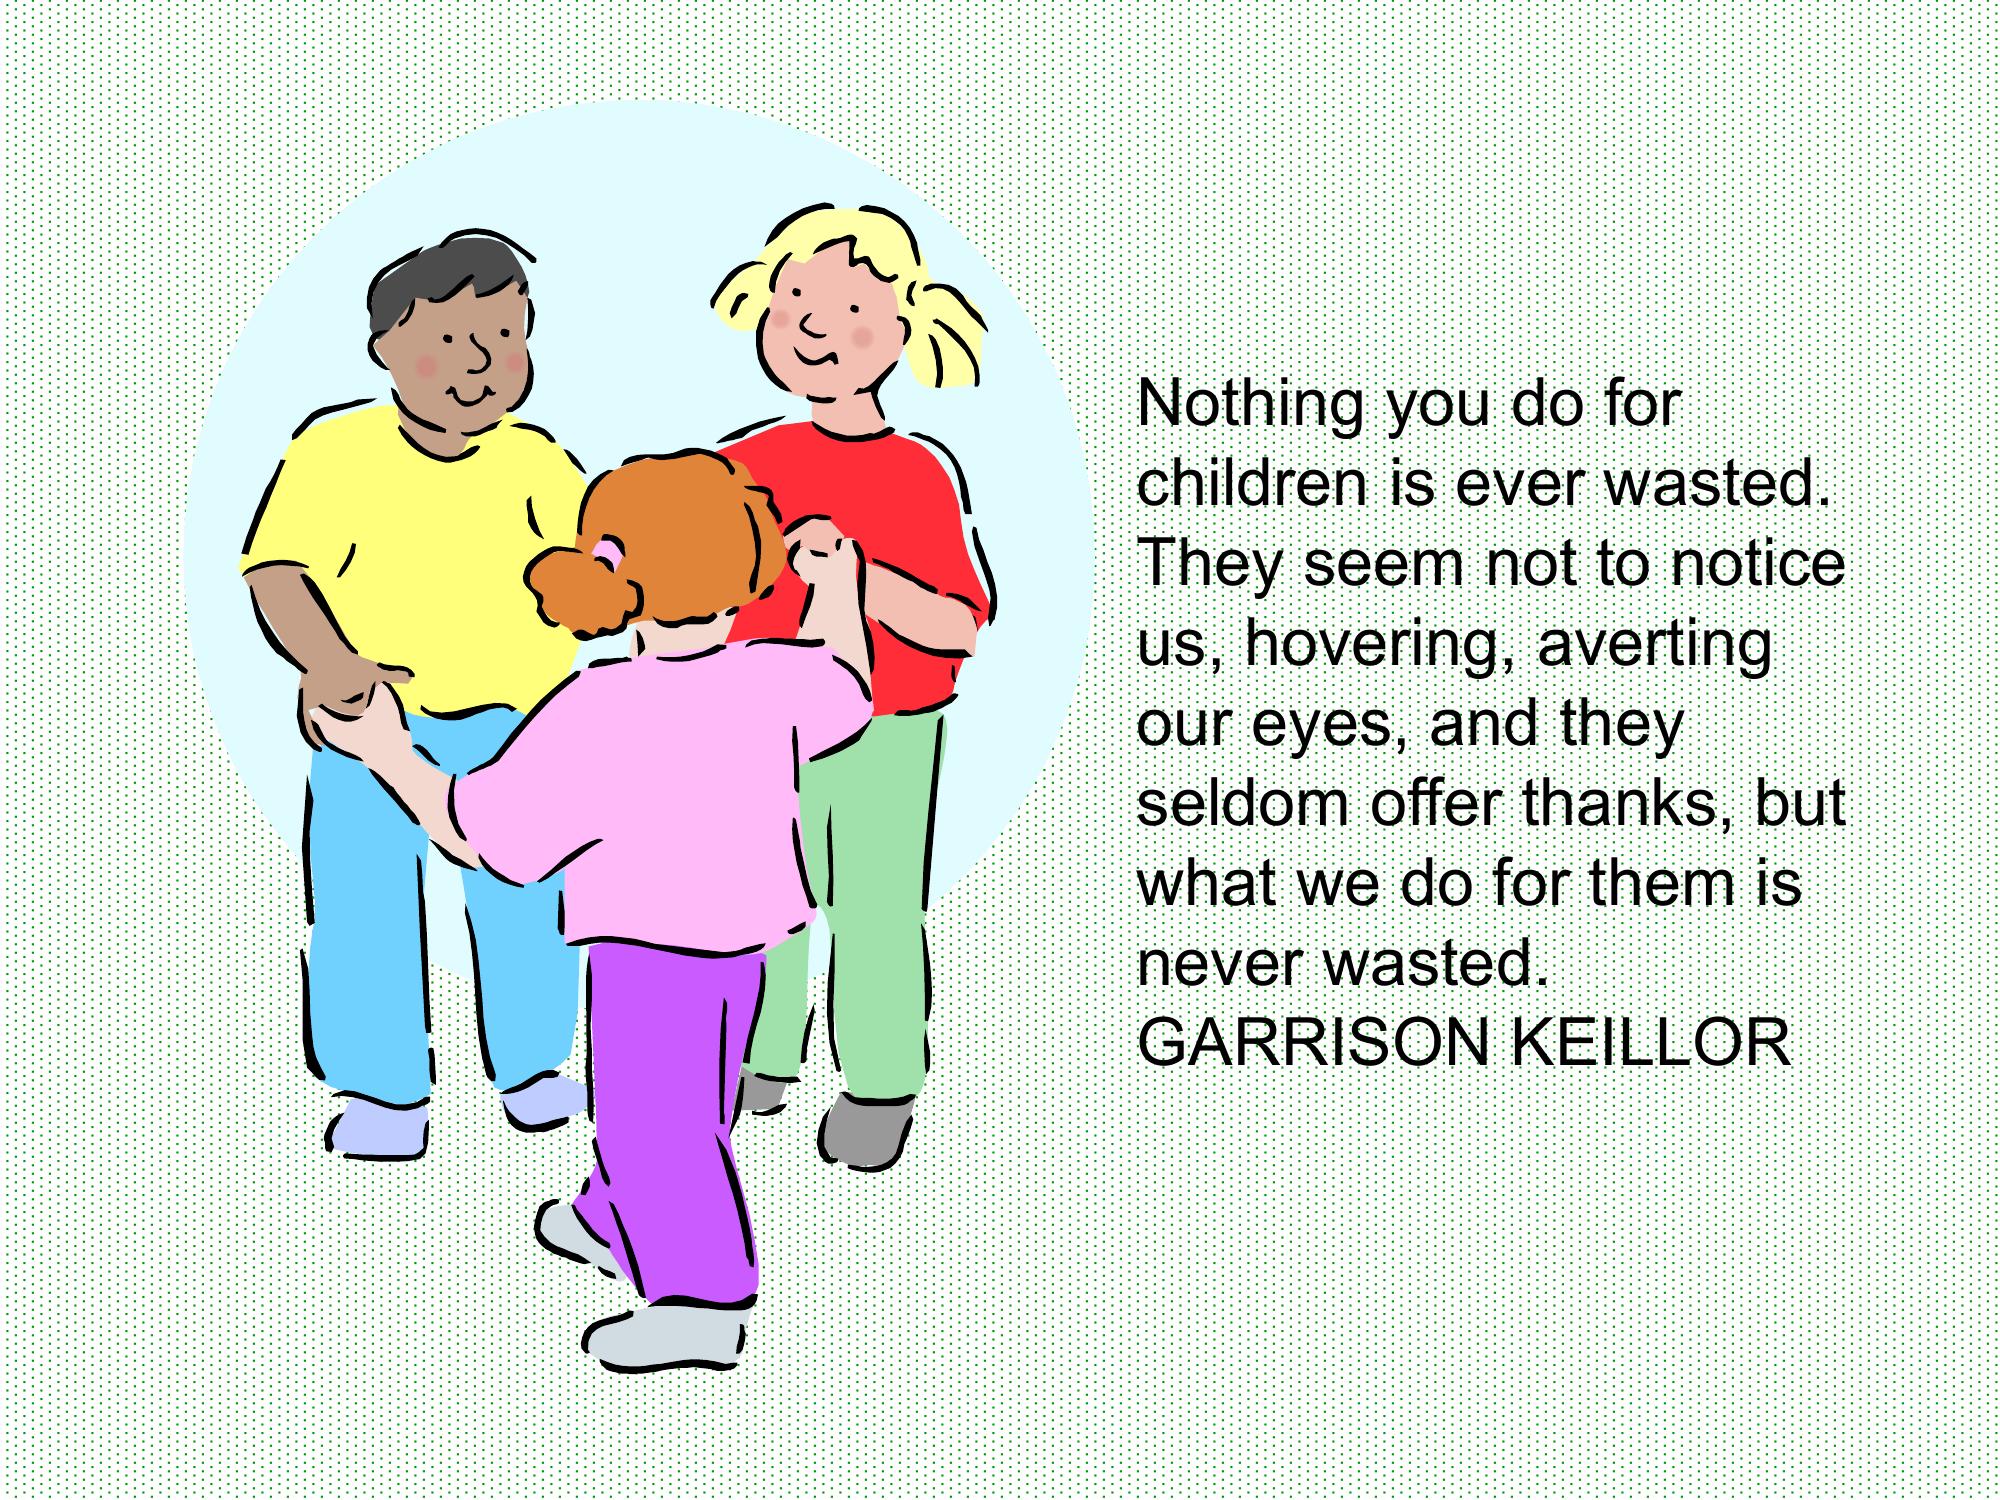 Nothing you do for
children is ever wasted.
They seem not to notice
us, hovering, averting
our eyes, and they
seldom offer thanks, but
what we do for them is
never wasted.
GARRISON KEILLOR